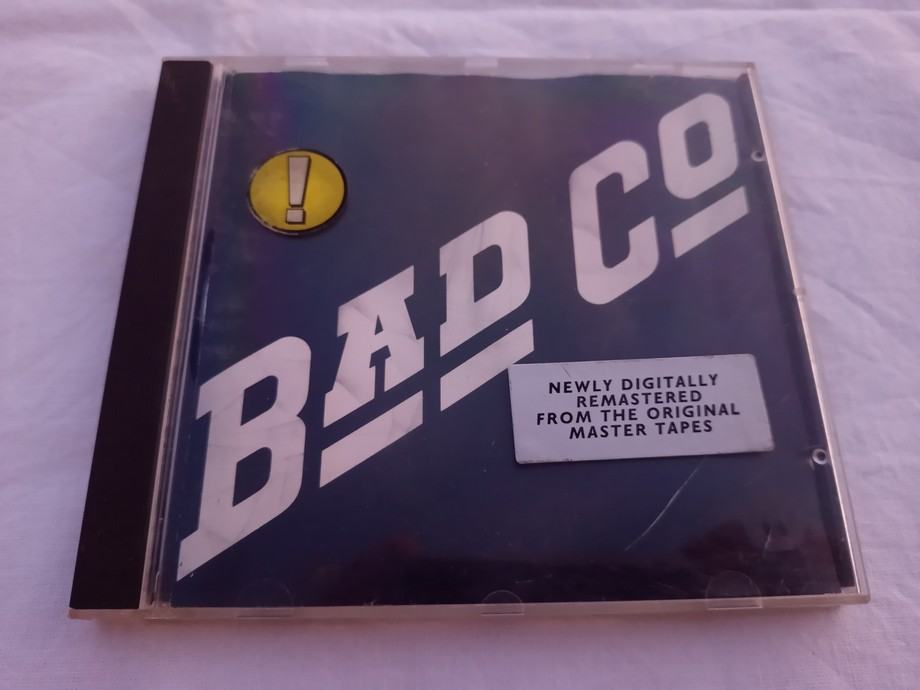 !
BAD CO
NEWLY DIGITALLY
REMASTERED
FROM THE ORIGINAL
MASTER TAPES